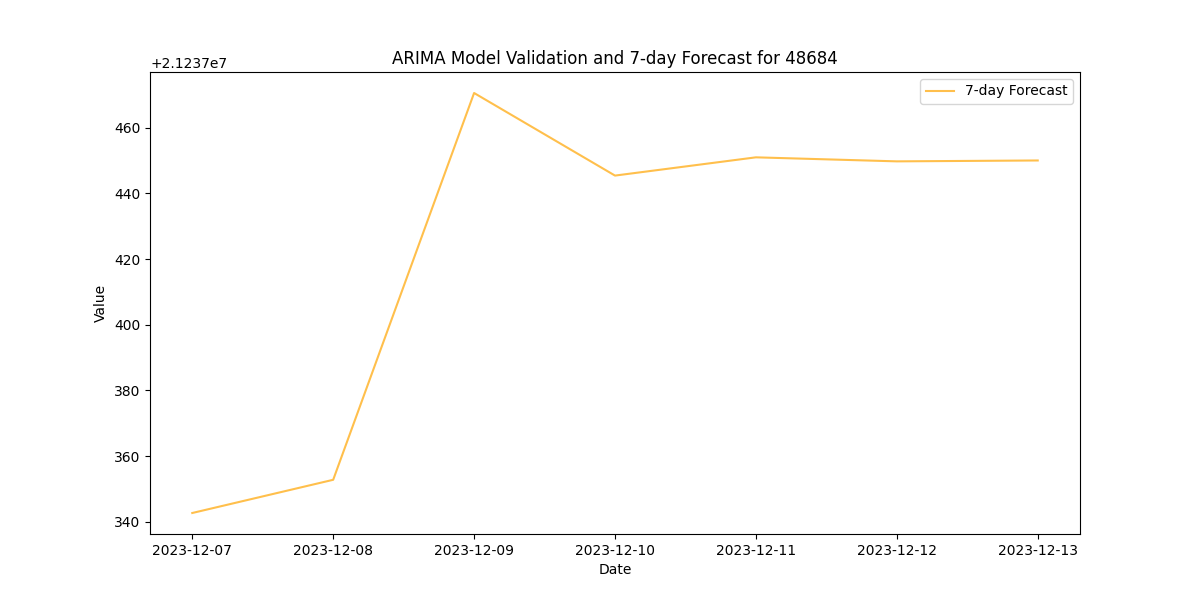 ARIMA Model Validation and 7-day Forecast for 48684
+2.1237e7
7-day Forecast
460
440
420
400
380
360
340
Value
2023-12-07 2023-12-08 2023-12-09 2023-12-10 2023-12-11 2023-12-12 2023-12-13
Date